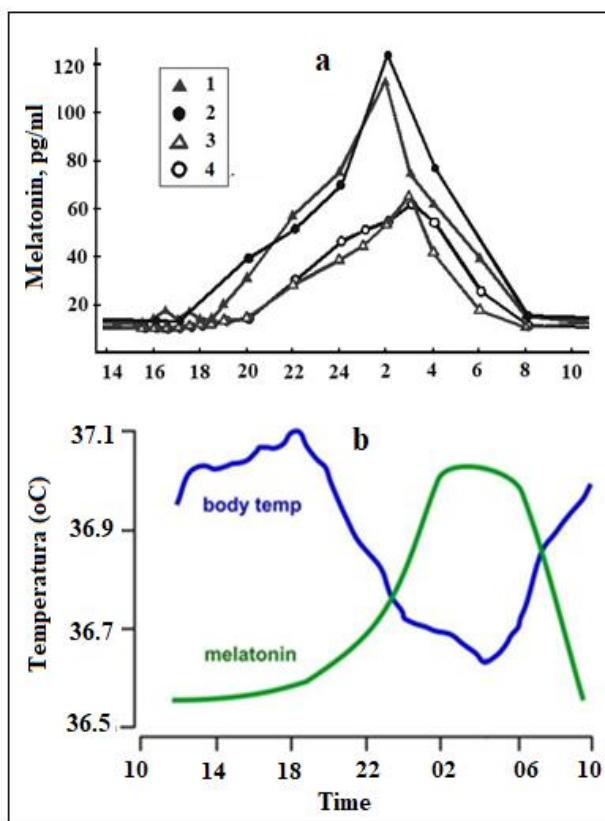 a
120
100
80
60
40
20
Melatonin, pg/ml
1
2
3
4
14 16 18 20 22 24 2 4 6 8 10
b
37.1
36.9
36.7
36.5
Temperatura (oC)
body temp
melatonin
10 14 18 22 02 06 10
Time